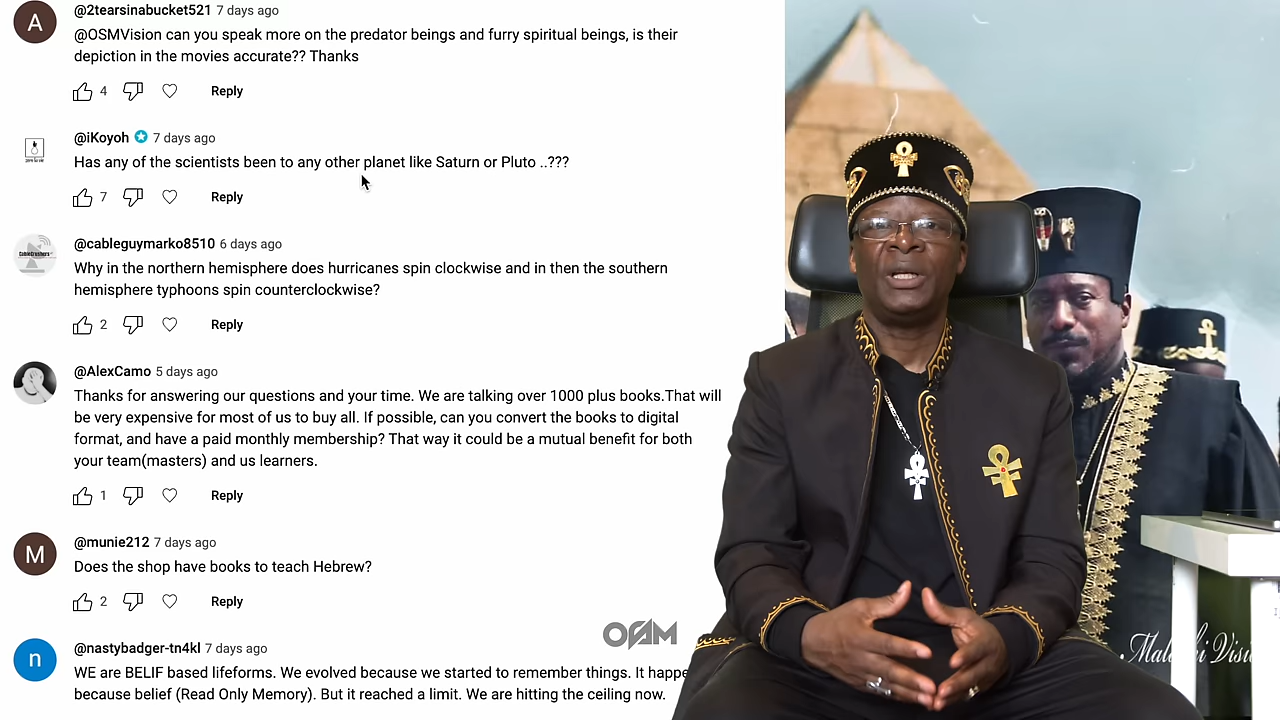 A
@2tearsinabucket521 7 days ago
@OSMVision can you speak more on the predator beings and furry spiritual beings, is their
depiction in the movies accurate?? Thanks
4
Reply
@iKoyoh 7 days ago
Has any of the scientists been to any other planet like Saturn or Pluto ..???
7
Reply
@cableguymarko8510 6 days ago
Why in the northern hemisphere does hurricanes spin clockwise and in then the southern
hemisphere typhoons spin counterclockwise?
2
Reply
@AlexCamo 5 days ago
Thanks for answering our questions and your time. We are talking over 1000 plus books.That will
be very expensive for most of us to buy all. If possible, can you convert the books to digital
format, and have a paid monthly membership? That way it could be a mutual benefit for both
your team(masters) and us learners.
1
Reply
M
@munie212 7 days ago
Does the shop have books to teach Hebrew?
2
Reply
n
@nastybadger-tn4kl 7 days ago
WE are BELIF based lifeforms. We evolved because we started to remember things. It happe
because belief (Read Only Memory). But it reached a limit. We are hitting the ceiling now.